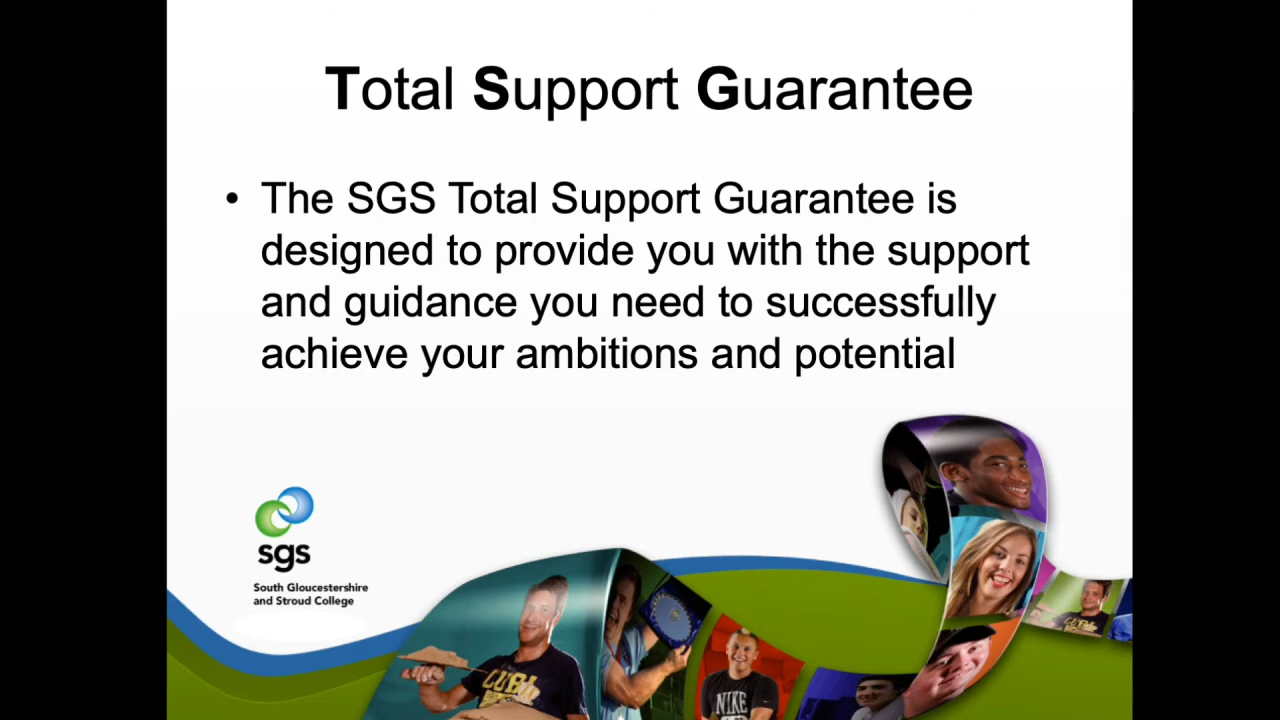 Total Support Guarantee
• The SGS Total Support Guarantee is
designed to provide you with the support
and guidance you need to successfully
achieve your ambitions and potential
sgs
South Gloucestershire
and Stroud College
NIKE